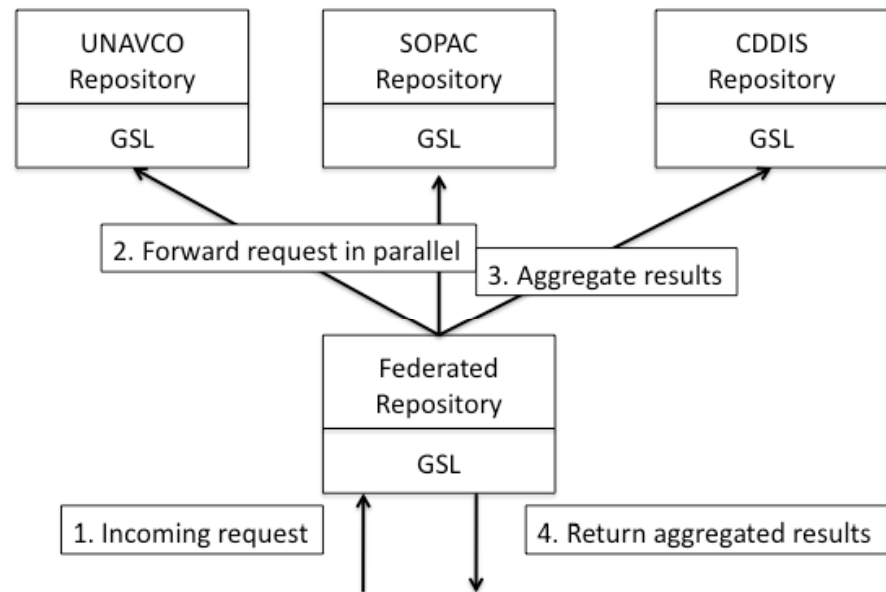 UNAVCO
Repository
GSL
SOPAC
Repository
GSL
CDDIS
Repository
GSL
2. Forward request in parallel
3. Aggregate results
Federated
Repository
GSL
1. Incoming request
4. Return aggregated results